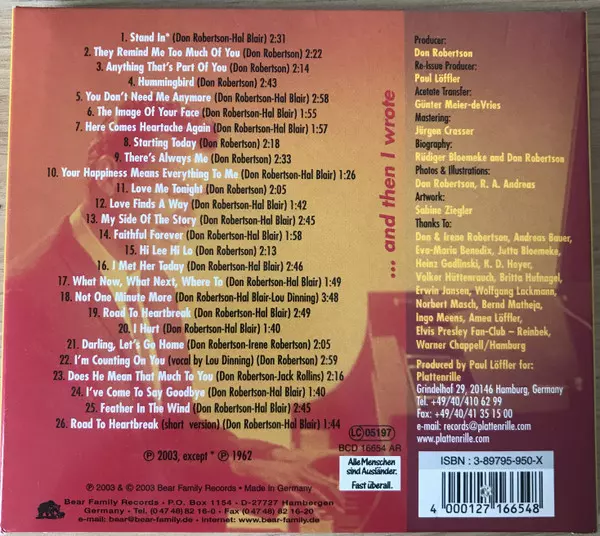 1. Stand In* (Don Robertson-Hal Blair) 2:31
2. They Remind Me Too Much Of You (Don Robertson) 2:22
3. Anything That's Part Of You (Don Robertson) 2:14
4. Hummingbird (Don Robertson) 2:43
5. You Don't Need Me Anymore (Don Robertson-Hal Blair) 2:58
6. The Image Of Your Face (Don Robertson-Hal Blair) 1:55
7. Here Comes Heartache Again (Don Robertson-Hal Blair) 1:57
8. Starting Today (Don Robertson) 2:18
9. There's Always Me (Don Robertson) 2:33
10. Your Happiness Means Everything To Me (Don Robertson-Hal Blair) 1:26
11. Love Me Tonight (Don Robertson) 2:05
12. Love Finds A Way (Don Robertson-Hal Blair) 1:42
13. My Side Of The Story (Don Robertson-Hal Blair) 2:45
14. Faithful Forever (Don Robertson-Hal Blair) 1:58
15. Hi Lee Hi Lo (Don Robertson) 2:13
16. I Met Her Today (Don Robertson-Hal Blair) 2:46
17. What Now, What Next, Where To (Don Robertson-Hal Blair) 1:49
18. Not One Minute More (Don Robertson-Hal Blair-Lou Dinning) 3:48
19. Road To Heartbreak (Don Robertson-Hal Blair) 2:49
20. I Hurt (Don Robertson-Hal Blair) 1:40
21. Darling, Let's Go Home (Don Robertson-Irene Robertson) 2:05
22. I'm Counting On You (vocal by Lou Dinning) (Don Robertson) 2:59
23. Does He Mean That Much To You (Don Robertson-Jack Rollins) 2:16
24. I've Come To Say Goodbye (Don Robertson-Hal Blair) 1:40
25. Feather In The Wind (Don Robertson-Hal Blair) 2:45
26. Road To Heartbreak (short version) (Don Robertson-Hal Blair) 1:44
℗ 2003, except * ℗ 1962
℗ 2003 & © 2003 Bear Family Records • Made in Germany
Bear Family Records • P.O. Box 1154 • D-27727 Hambergen
Germany • Tel. (0 47 48) 82 16-0 • Fax (0 47 48) 82 16-20
e-mail: bear@bear-family.de • internet: www.bear-family.de
... and then I wrote
LC 05197
BCD 16654 AR
Alle Menschen
sind Ausländer.
Fast überall.
Producer:
Don Robertson
Re-Issue Producer:
Paul Löffler
Acetate Transfer:
Günter Meier-deVries
Mastering:
Jürgen Crasser
Biography:
Rüdiger Bloemeke and Don Robertson
Photos & Illustrations:
Don Robertson, R. A. Andreas
Artwork:
Sabine Ziegler
Thanks To:
Don & Irene Robertson, Andreas Bauer,
Eva-Maria Bendix, Jutta Bloemeke,
Heinz Godlinski, K. D. Heyer,
Volker Hüttenrauch, Britta Hufnagel,
Erwin Jansen, Wolfgang Lackmann,
Norbert Masch, Bernd Matheja,
Ingo Meens, Amea Löffler,
Elvis Presley Fan-Club – Reinbek,
Warner Chappell/Hamburg
Produced by Paul Löffler for:
Plattenrille
Grindelhof 29, 20146 Hamburg, Germany
Tel. +49/40/410 62 99
Fax: +49/40/41 35 15 00
e-mail: records@plattenrille.com
www.plattenrille.com
ISBN : 3-89795-950-X
4 000127 166548